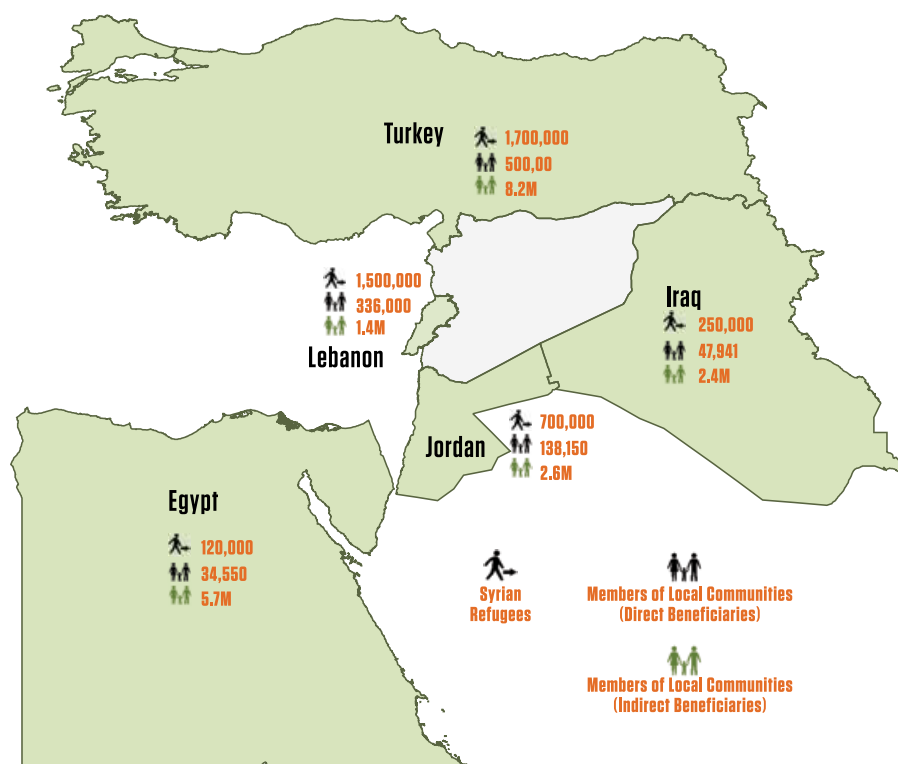 Turkey
1,700,000
500,00
8.2M
1,500,000
336,000
1.4M
Lebanon
Iraq
250,000
47,941
2.4M
Jordan
700,000
138,150
2.6M
Egypt
120,000
34,550
5.7M
Syrian
Refugees
Members of Local Communities
(Direct Beneficiaries)
Members of Local Communities
(Indirect Beneficiaries)